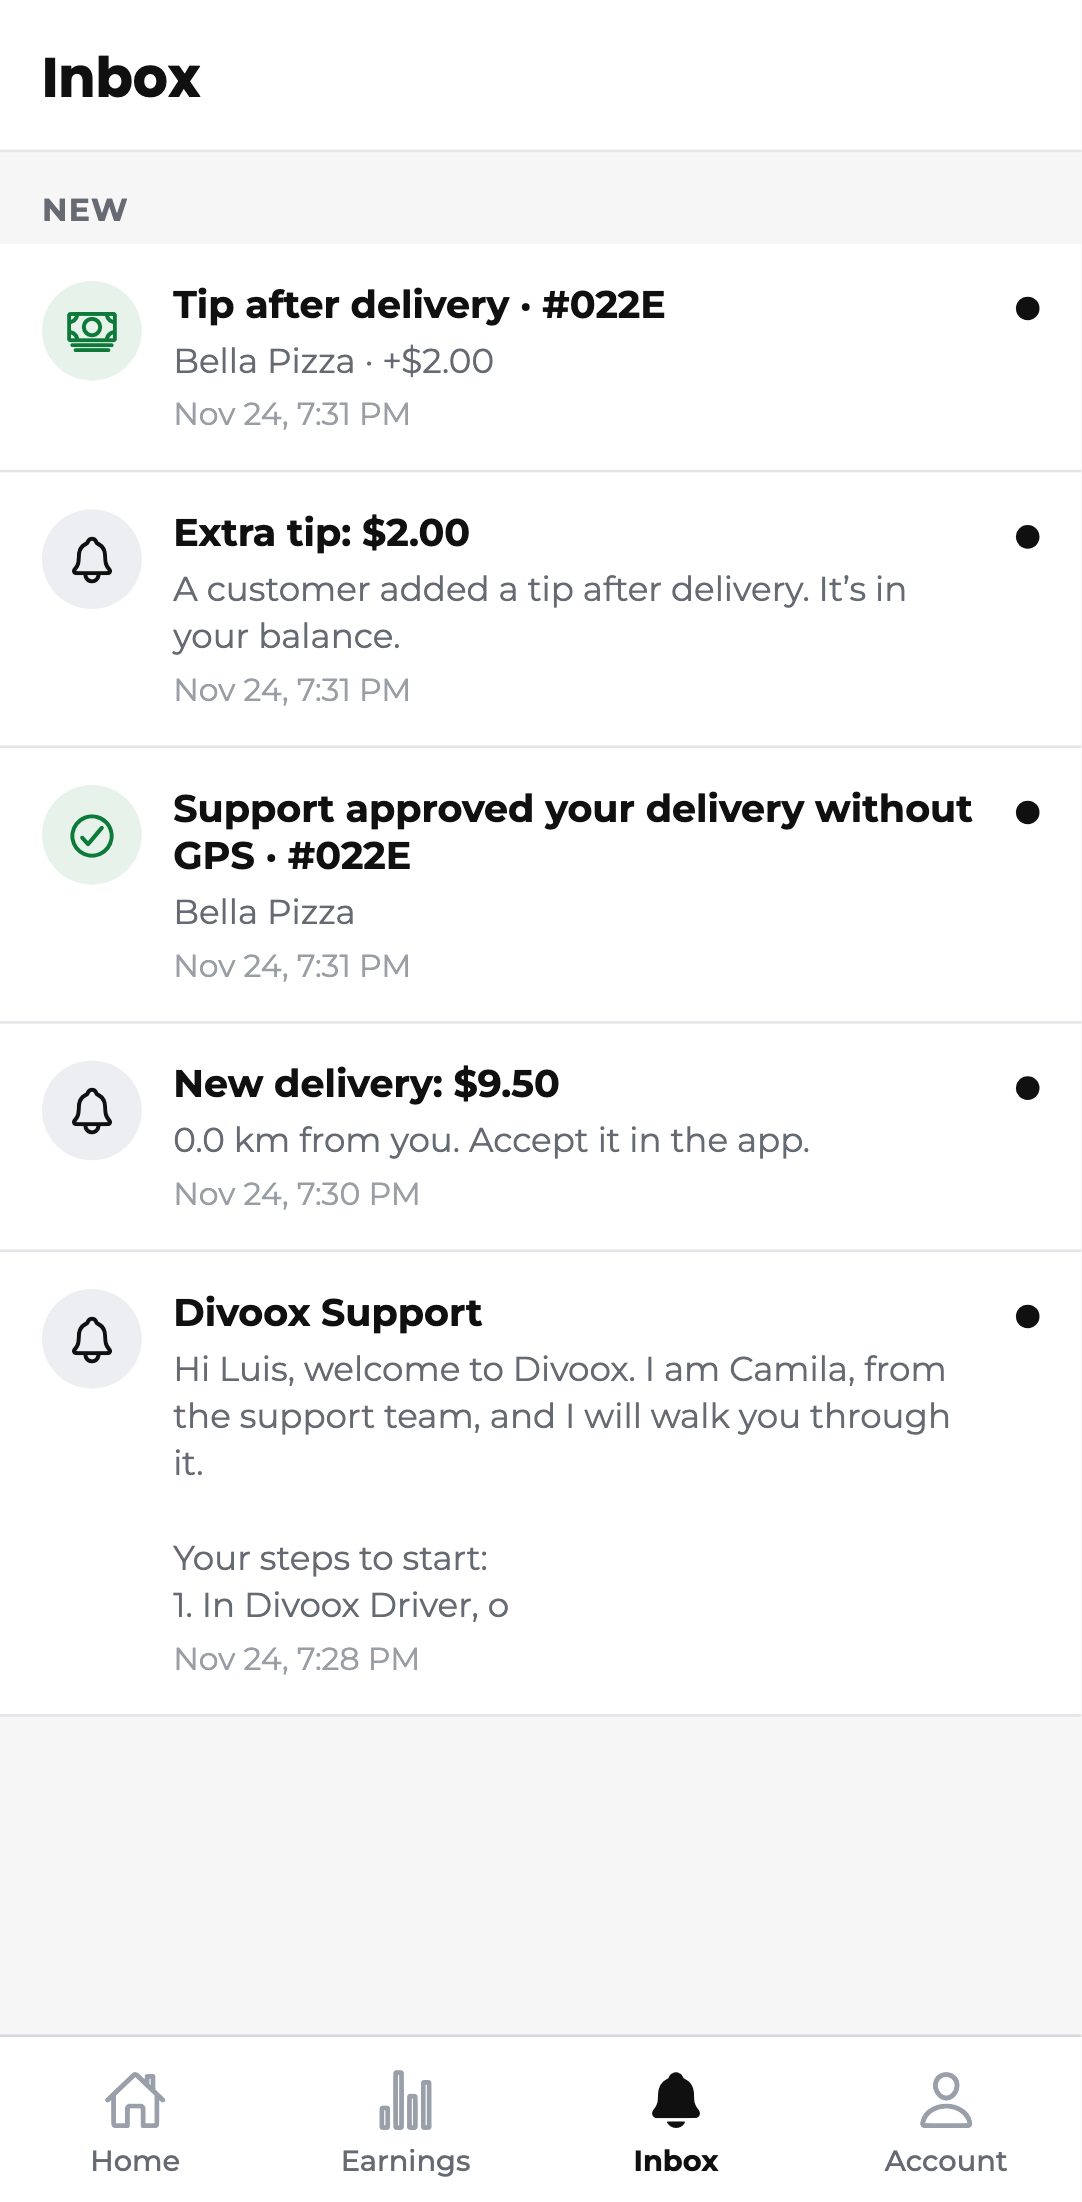 Inbox
NEW
Tip after delivery · #022E
Bella Pizza · +$2.00
Nov 24, 7:31 PM
Extra tip: $2.00
A customer added a tip after delivery. It’s in
your balance.
Nov 24, 7:31 PM
Support approved your delivery without
GPS · #022E
Bella Pizza
Nov 24, 7:31 PM
New delivery: $9.50
0.0 km from you. Accept it in the app.
Nov 24, 7:30 PM
Divoox Support
Hi Luis, welcome to Divoox. I am Camila, from
the support team, and I will walk you through
it.
Your steps to start:
1. In Divoox Driver, o
Nov 24, 7:28 PM
Home
Earnings
Inbox
Account